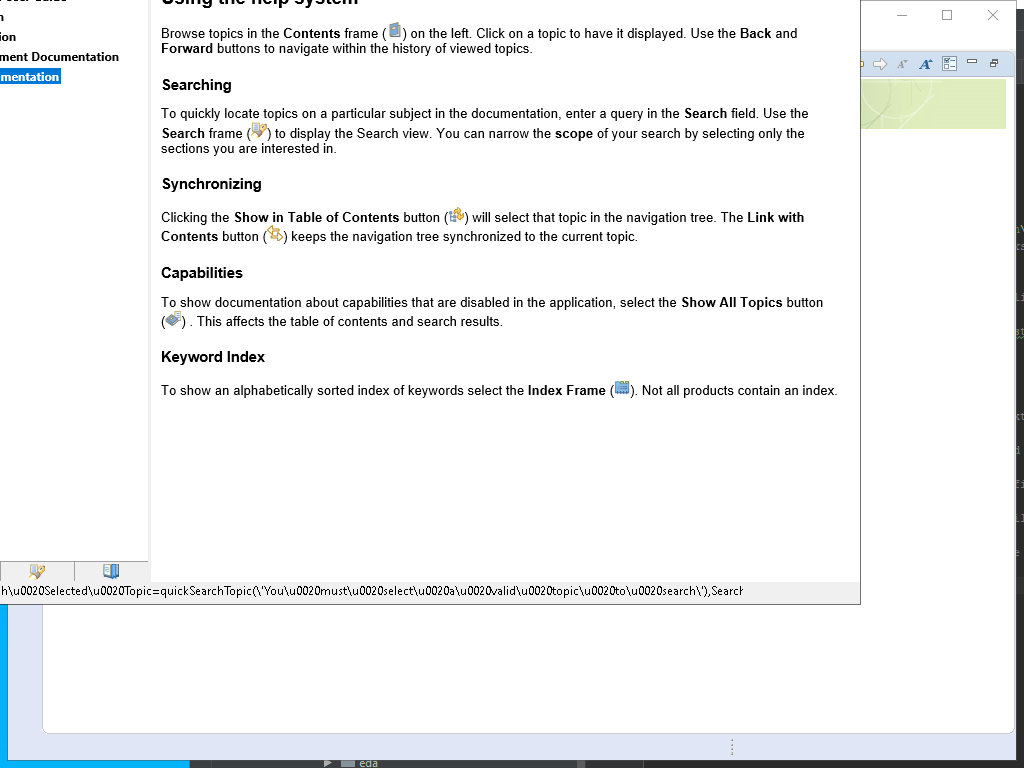 Using the help system
Browse topics in the Contents frame ( ) on the left. Click on a topic to have it displayed. Use the Back and
Forward buttons to navigate within the history of viewed topics.
ion
ment Documentation
mentation
Searching
To quickly locate topics on a particular subject in the documentation, enter a query in the Search field. Use the
Search frame ( ) to display the Search view. You can narrow the scope of your search by selecting only the
sections you are interested in.
Synchronizing
Clicking the Show in Table of Contents button ( ) will select that topic in the navigation tree. The Link with
Contents button ( ) keeps the navigation tree synchronized to the current topic.
Capabilities
To show documentation about capabilities that are disabled in the application, select the Show All Topics button
( ) . This affects the table of contents and search results.
Keyword Index
To show an alphabetically sorted index of keywords select the Index Frame ( ). Not all products contain an index.
h\u0020Selected\u0020Topic=quickSearchTopic(\'You\u0020must\u0020select\u0020a\u0020valid\u0020topic\u0020to\u0020search\'),Search
eda